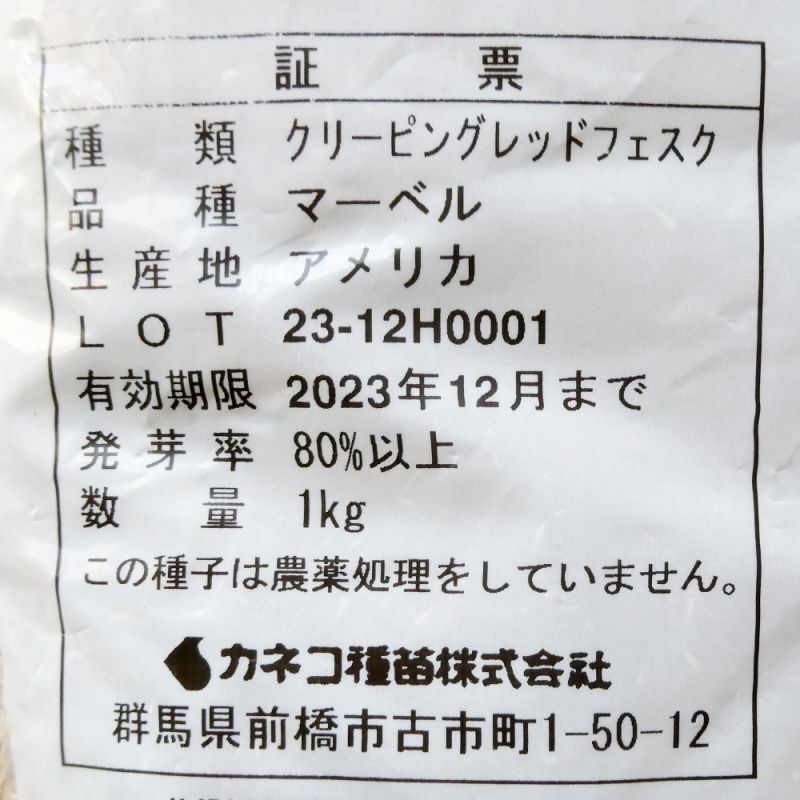 証 票
種 類 クリーピングレッドフェスク
品 種 マーベル
生 産 地 アメリカ
L O T 23-12H0001
有効期限 2023年12月まで
発 芽 率 80%以上
数 量 1kg
この種子は農薬処理をしていません。
カネコ種苗株式会社
群馬県前橋市古市町1-50-12